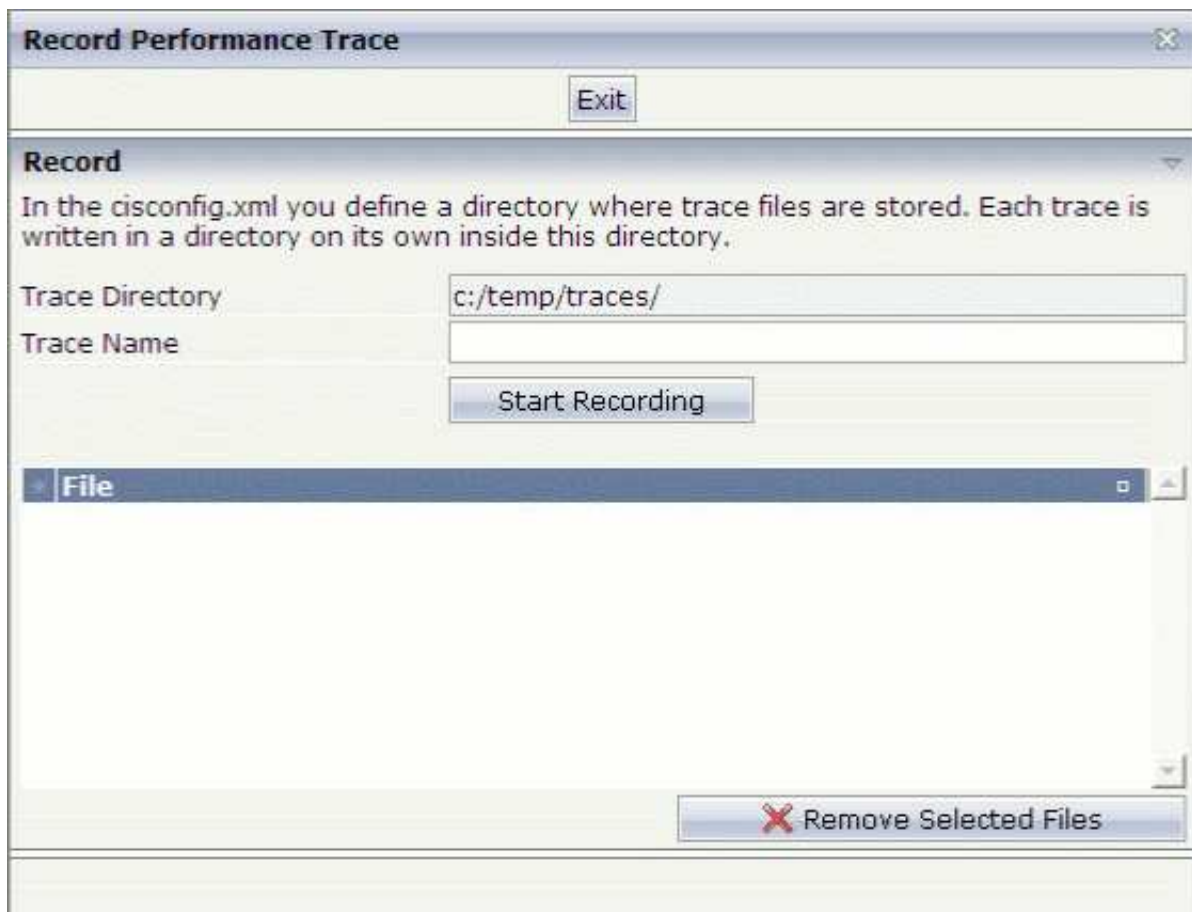 Record Performance Trace
Exit
Record
In the cisconfig.xml you define a directory where trace files are stored. Each trace is
written in a directory on its own inside this directory.
Trace Directory
c:/temp/traces/
Trace Name
Start Recording
File
Remove Selected Files